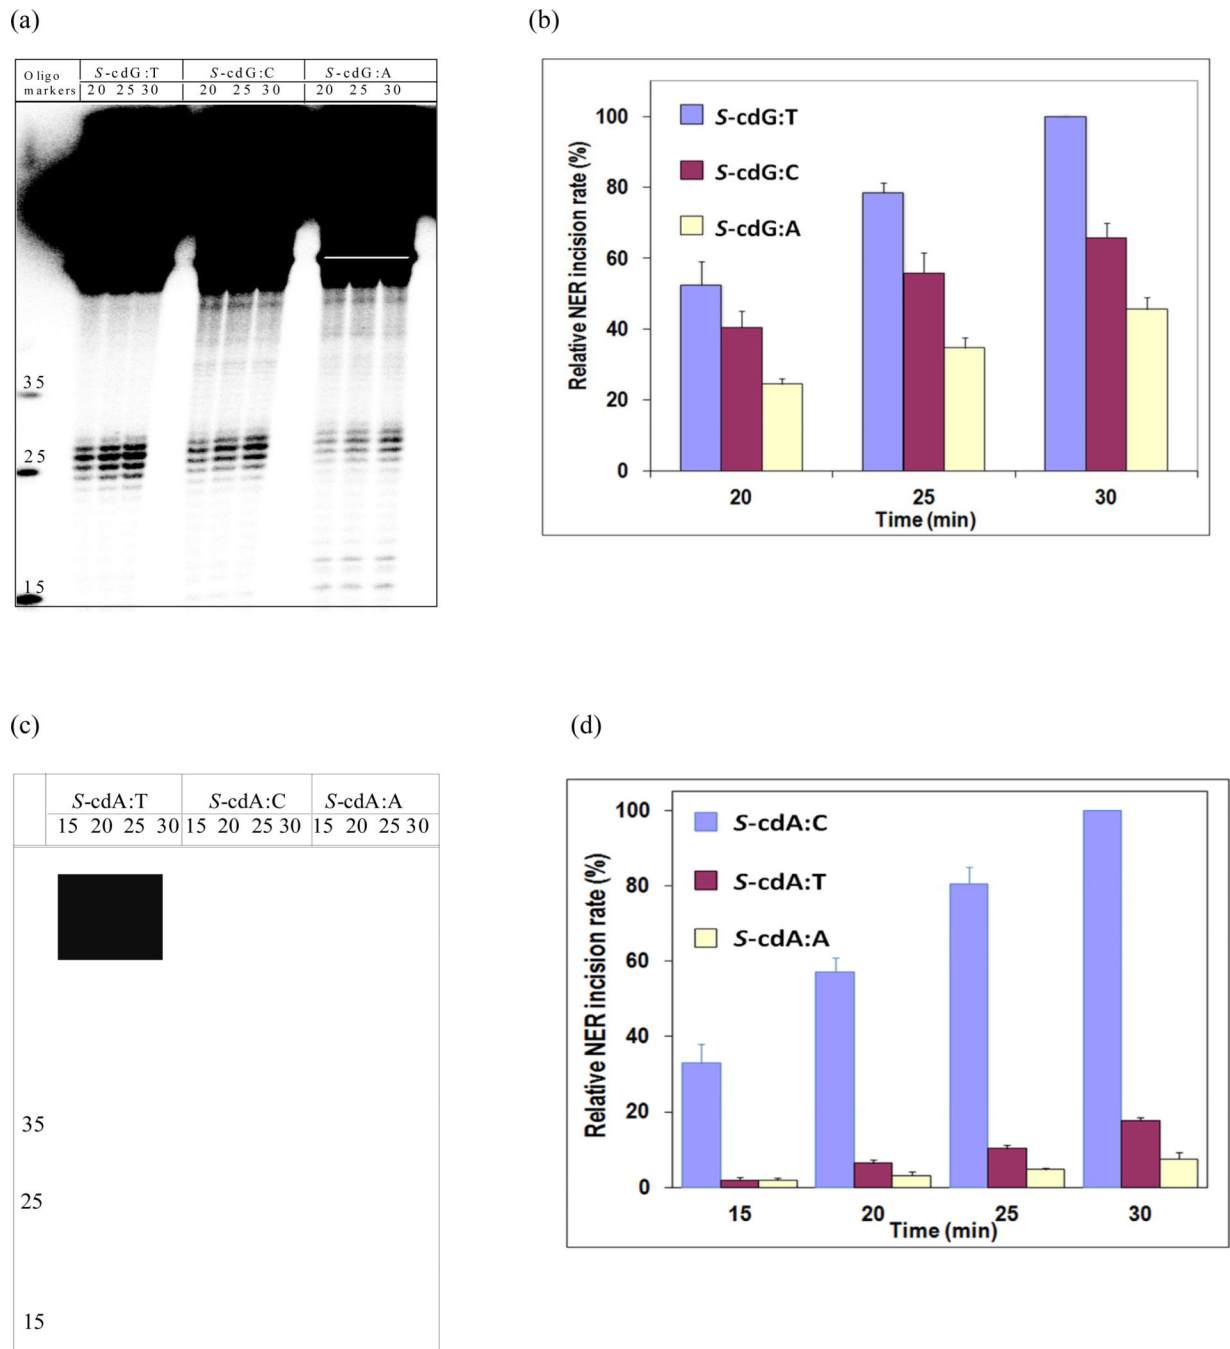 (a)
Oligo markers S-cdG:T S-cdG:C S-cdG:A
20 25 30 20 25 30 20 25 30
35
25
15
(b)
Relative NER incision rate (%)
100
80
60
40
20
0
S-cdG:T
S-cdG:C
S-cdG:A
20 25 30
Time (min)
(c)
S-cdA:T S-cdA:C S-cdA:A
15 20 25 30 15 20 25 30 15 20 25 30
35
25
15
(d)
Relative NER incision rate (%)
100
80
60
40
20
0
S-cdA:C
S-cdA:T
S-cdA:A
15 20 25 30
Time (min)